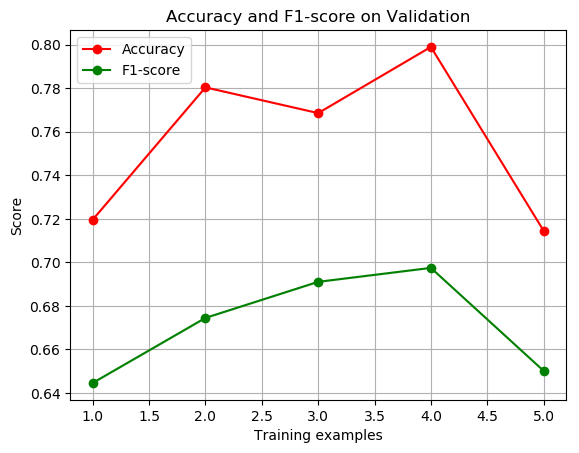 Accuracy and F1-score on Validation
Accuracy
F1-score
Score
0.80
0.78
0.76
0.74
0.72
0.70
0.68
0.66
0.64
1.0 1.5 2.0 2.5 3.0 3.5 4.0 4.5 5.0
Training examples